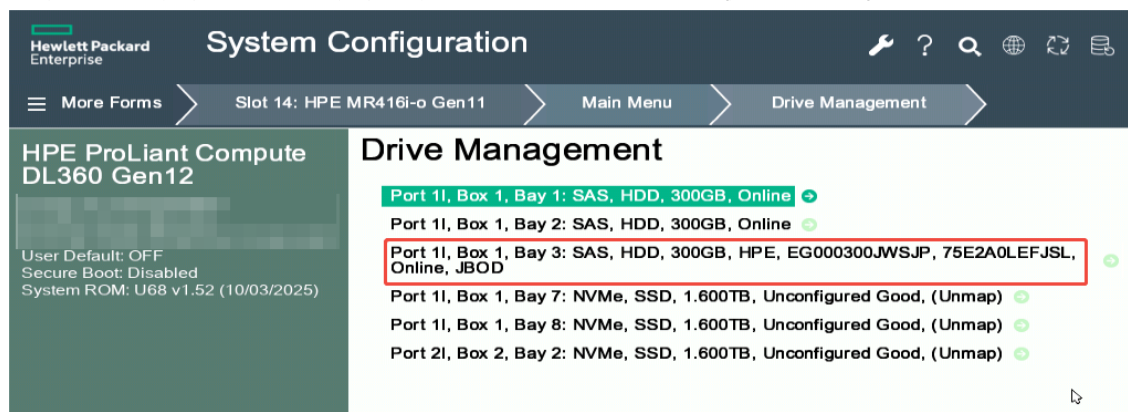 Hewlett Packard
Enterprise
System Configuration
More Forms
Slot 14: HPE MR416i-o Gen11
Main Menu
Drive Management
HPE ProLiant Compute
DL360 Gen12
User Default: OFF
Secure Boot: Disabled
System ROM: U68 v1.52 (10/03/2025)
Drive Management
Port 1I, Box 1, Bay 1: SAS, HDD, 300GB, Online
Port 1I, Box 1, Bay 2: SAS, HDD, 300GB, Online
Port 1I, Box 1, Bay 3: SAS, HDD, 300GB, HPE, EG000300JWSJP, 75E2A0LEFJSL,
Online, JBOD
Port 1I, Box 1, Bay 7: NVMe, SSD, 1.600TB, Unconfigured Good, (Unmap)
Port 1I, Box 1, Bay 8: NVMe, SSD, 1.600TB, Unconfigured Good, (Unmap)
Port 2I, Box 2, Bay 2: NVMe, SSD, 1.600TB, Unconfigured Good, (Unmap)